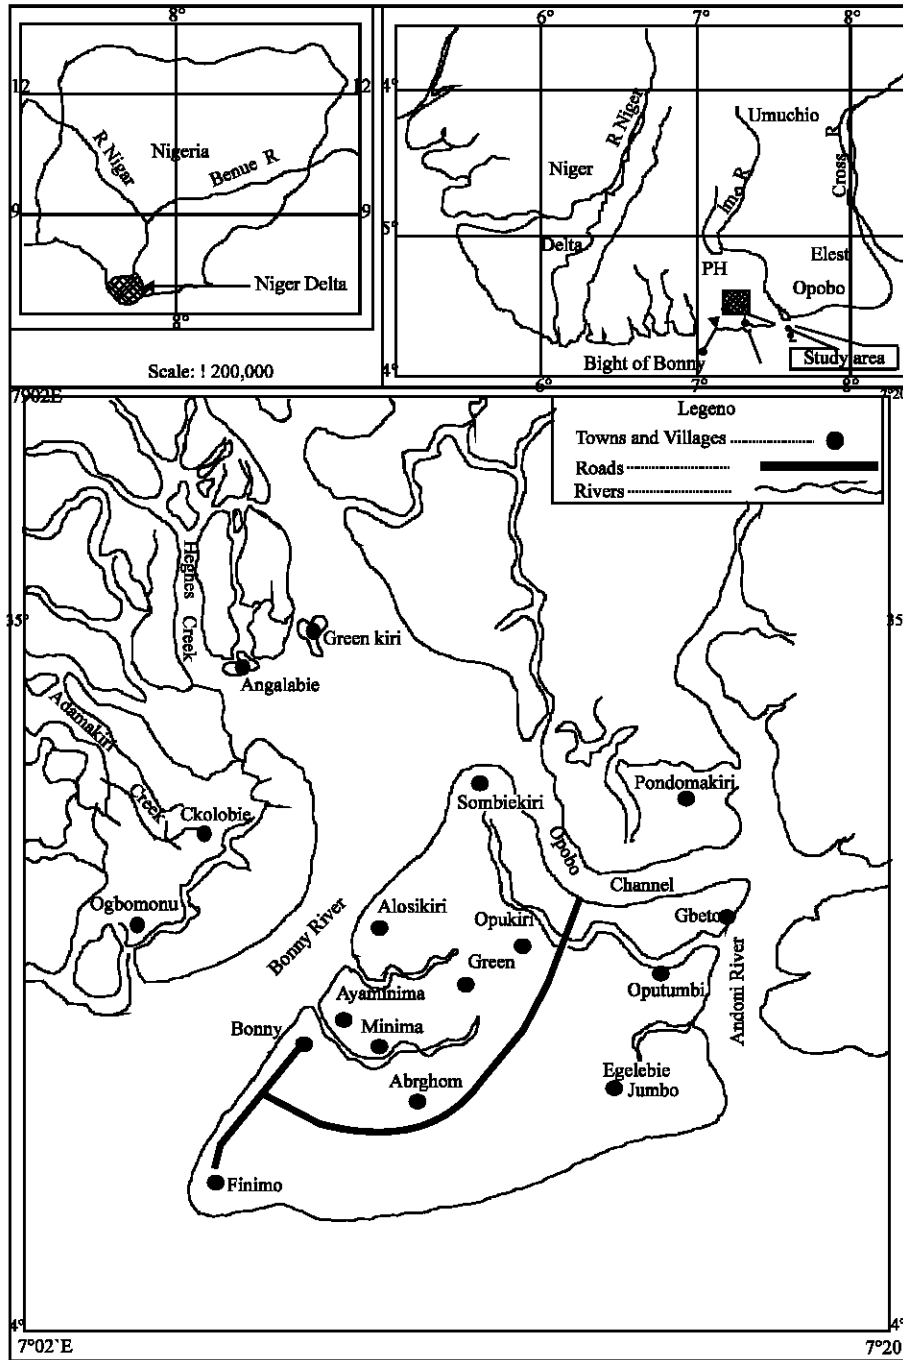 8°
12
12
R Nigar
Nigeria
Benue R
9
9
Niger Delta
8°
Scale: ! 200,000
6°
7°
8°
4°
R Niger
Umuchio
Niger
Imo R
Cross R
5°
Delta
Elest
PH
Opobo
Bight of Bonny
Study area
4°
6°
7°
8°
7°02E
7°20
Legeno
Towns and Villages
Roads
Rivers
Heghes Creek
35°
35
Green kiri
Angalabie
Adamakiri
Creek
Ckolobie
Sombiekiri
Pondomakiri
Opobo
Channel
Ogbomonu
Bonny River
Alosikiri
Opukiri
Gbeto
Green
Andoni River
Ayaminima
Oputumbi
Bonny
Minima
Abrghom
Egelebie
Jumbo
Finimo
4°
4°
7°02`E
7°20